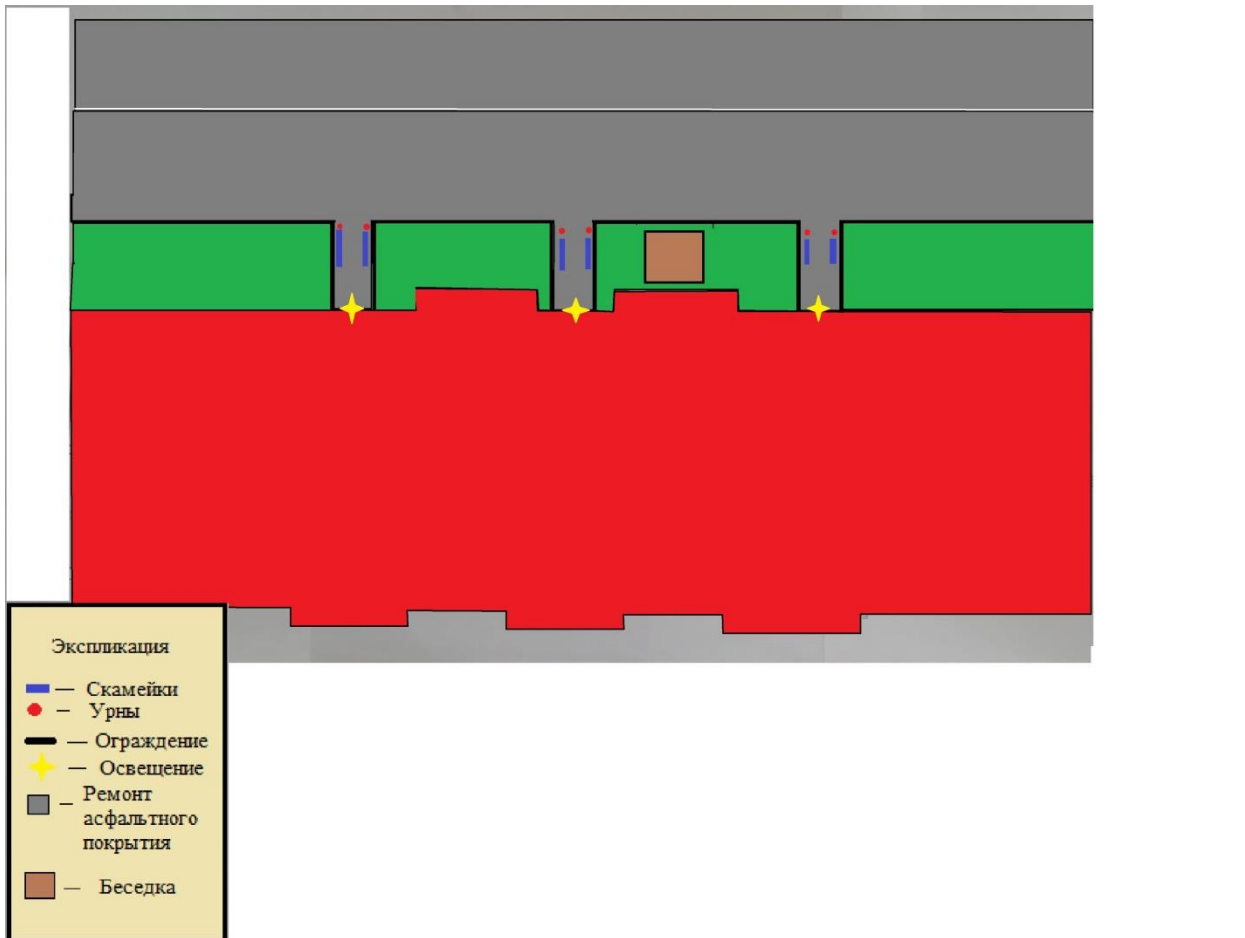 Экспликация
— Скамейки
– Урны
— Ограждение
— Освещение
– Ремонт
асфальтного
покрытия
— Беседка